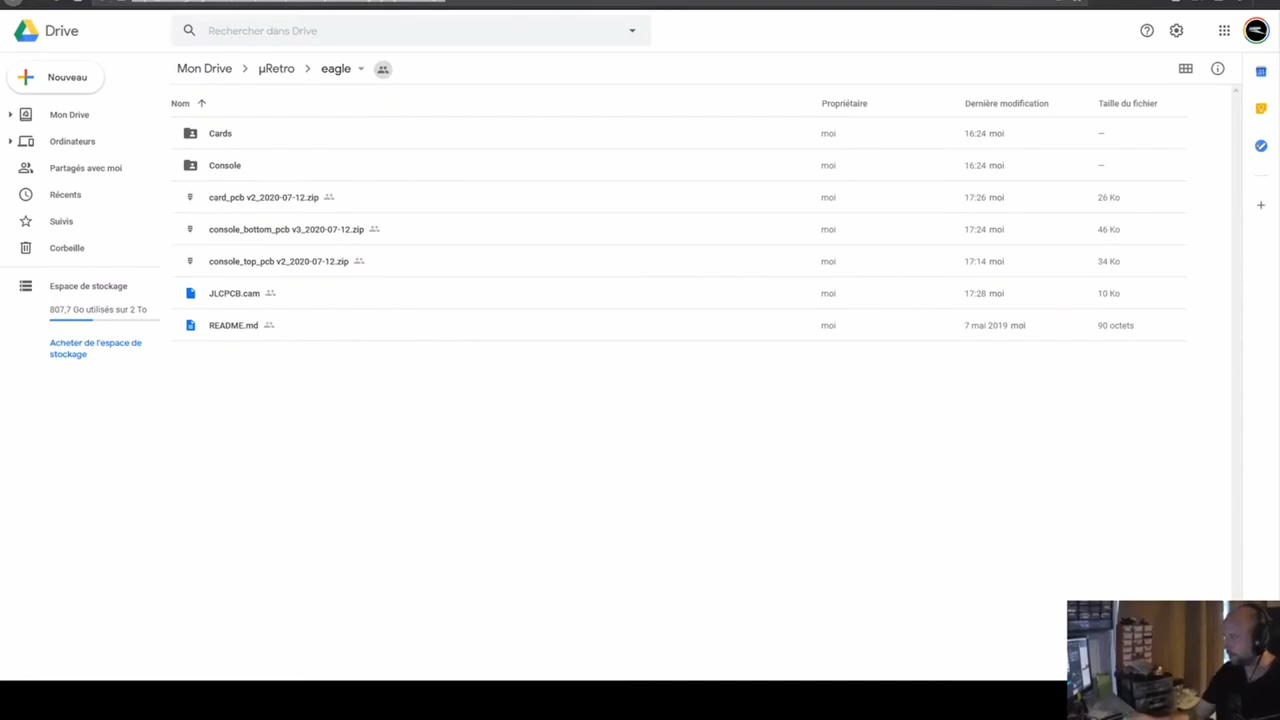 Drive
Rechercher dans Drive
Nouveau
Mon Drive
Ordinateurs
Partagés avec moi
Récents
Suivis
Corbeille
Espace de stockage
807,7 Go utilisés sur 2 To
Acheter de l'espace de
stockage
Mon Drive > µRetro > eagle
Nom Propriétaire Dernière modification Taille du fichier
Cards moi 16:24 moi —
Console moi 16:24 moi —
card_pcb v2_2020-07-12.zip moi 17:26 moi 26 Ko
console_bottom_pcb v3_2020-07-12.zip moi 17:24 moi 46 Ko
console_top_pcb v2_2020-07-12.zip moi 17:14 moi 34 Ko
JLCPCB.cam moi 17:28 moi 10 Ko
README.md moi 7 mai 2019 moi 90 octets